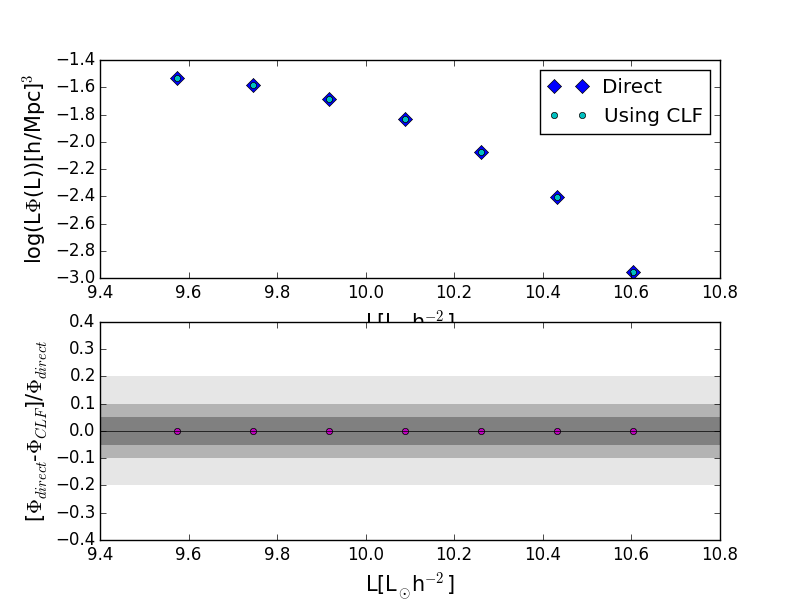 log(LΦ(L))[h/Mpc]³
−1.4
−1.6
−1.8
−2.0
−2.2
−2.4
−2.6
−2.8
−3.0
Direct
Using CLF
9.4 9.6 9.8 10.0 10.2 10.4 10.6 10.8
L[L⊙h⁻²]
[Φ_direct-Φ_CLF]/Φ_direct
0.4
0.3
0.2
0.1
0.0
−0.1
−0.2
−0.3
−0.4
9.4 9.6 9.8 10.0 10.2 10.4 10.6 10.8
L[L⊙h⁻²]